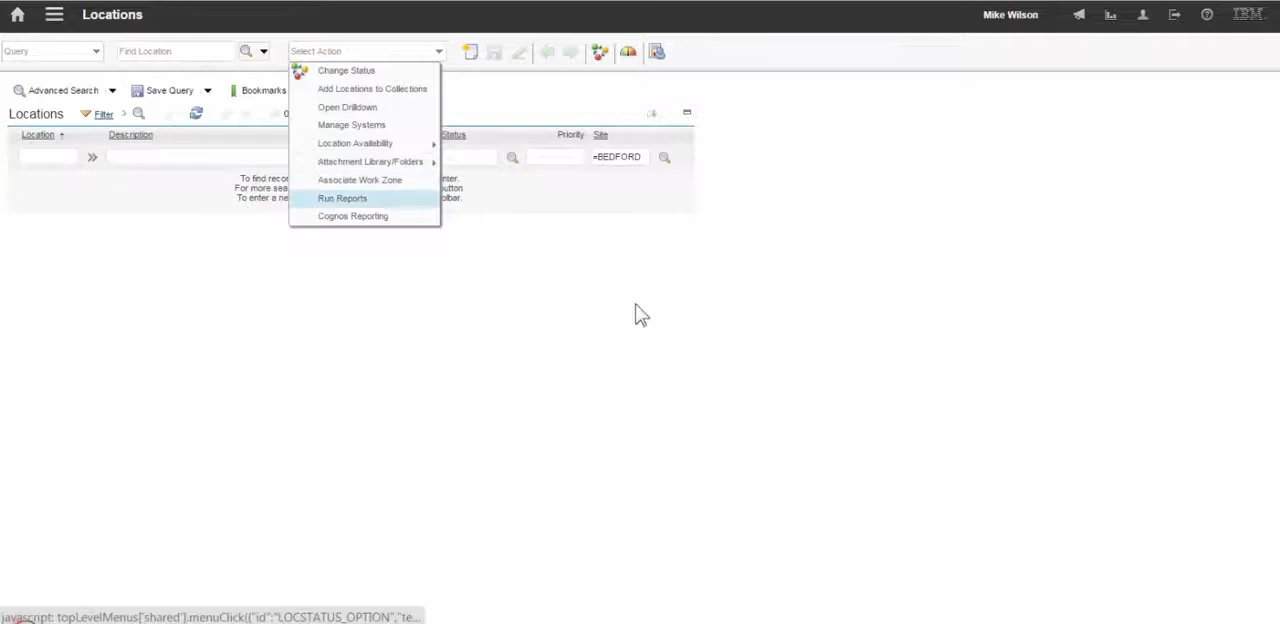 Locations
Mike Wilson
IBM
Query
Find Location
Select Action
Advanced Search
Save Query
Bookmarks
Change Status
Add Locations to Collections
Open Drilldown
Manage Systems
Location Availability
Attachment Library/Folders
Associate Work Zone
Run Reports
Cognos Reporting
Locations
Filter
0
Location
Description
Status
Priority
Site
=BEDFORD
To find recor
nter.
For more sea
button
To enter a ne
olbar.
javascript: topLevelMenus['shared'].menuClick({"id":"LOCSTATUS_OPTION","te...